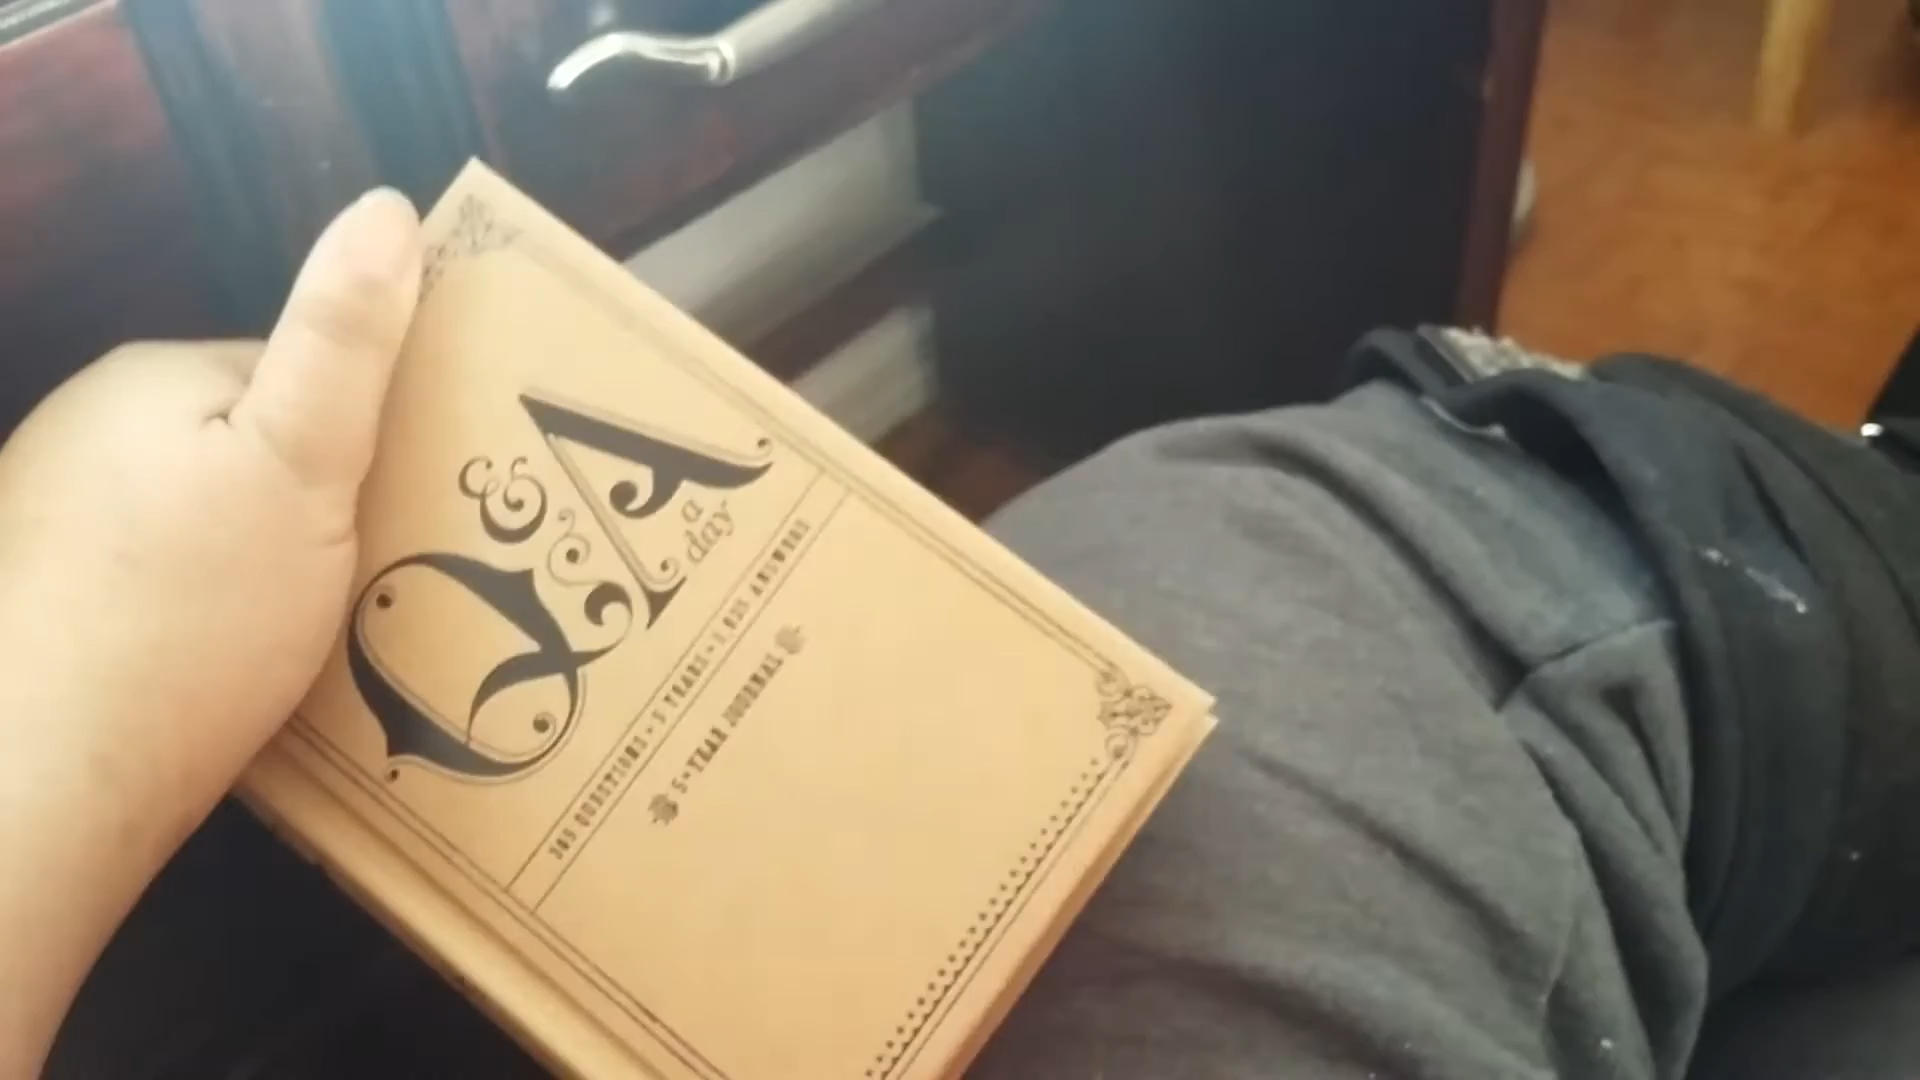 Q&A
a
day
365 QUESTIONS • 5 YEARS • 1,825 ANSWERS
5-YEAR JOURNAL